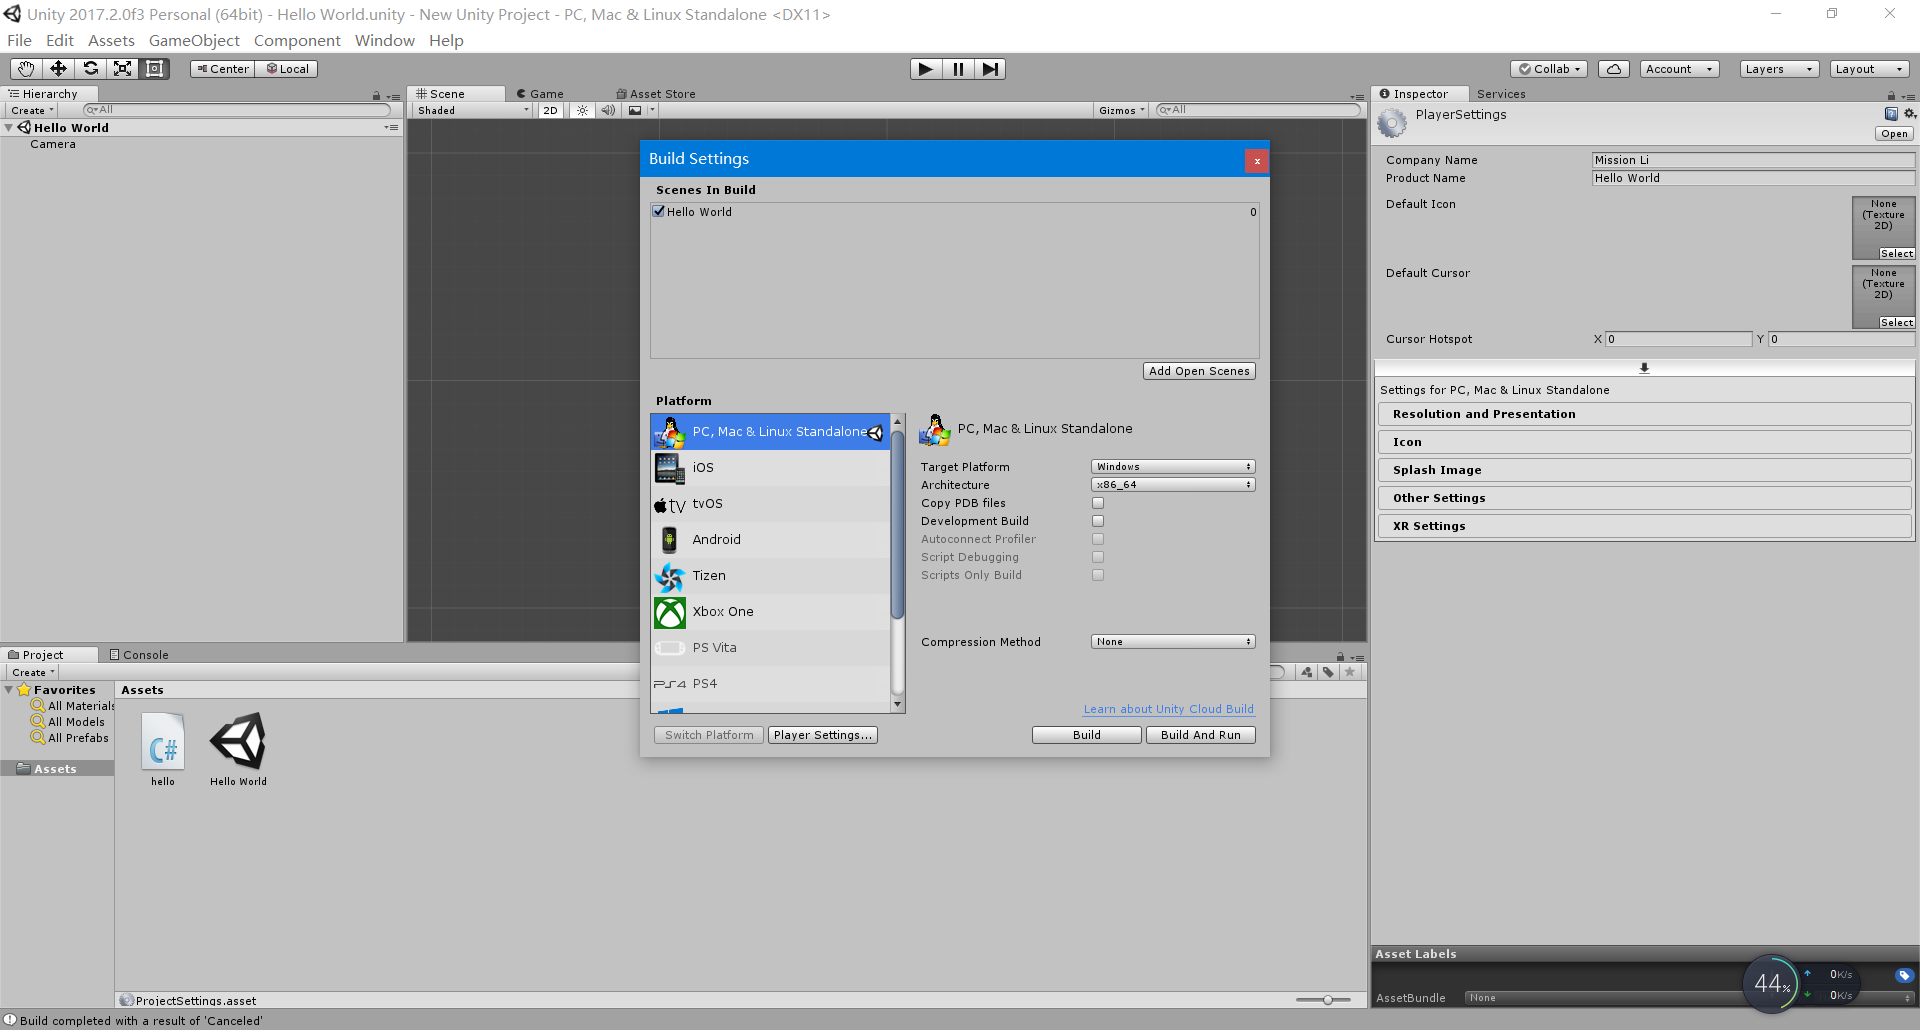 Unity 2017.2.0f3 Personal (64bit) - Hello World.unity - New Unity Project - PC, Mac & Linux Standalone <DX11>
File Edit Assets GameObject Component Window Help
Center Local
Collab Account Layers Layout
Hierarchy
Create All
Hello World
Camera
Scene Game Asset Store
Shaded 2D Gizmos All
Build Settings
x
Scenes In Build
Hello World 0
Add Open Scenes
Platform
PC, Mac & Linux Standalone
iOS
tv tvOS
Android
Tizen
Xbox One
PS Vita
PS4 PS4
PC, Mac & Linux Standalone
Target Platform Windows
Architecture x86_64
Copy PDB files
Development Build
Autoconnect Profiler
Script Debugging
Scripts Only Build
Compression Method None
Learn about Unity Cloud Build
Switch Platform Player Settings... Build Build And Run
Inspector Services
PlayerSettings
Open
Company Name Mission Li
Product Name Hello World
Default Icon
None
(Texture
2D)
Select
Default Cursor
None
(Texture
2D)
Select
Cursor Hotspot X 0 Y 0
Settings for PC, Mac & Linux Standalone
Resolution and Presentation
Icon
Splash Image
Other Settings
XR Settings
Project Console
Create
Favorites
All Materials
All Models
All Prefabs
Assets
Assets
C#
hello Hello World
ProjectSettings.asset
Asset Labels
AssetBundle None
44%
0K/s
0K/s
Build completed with a result of 'Canceled'